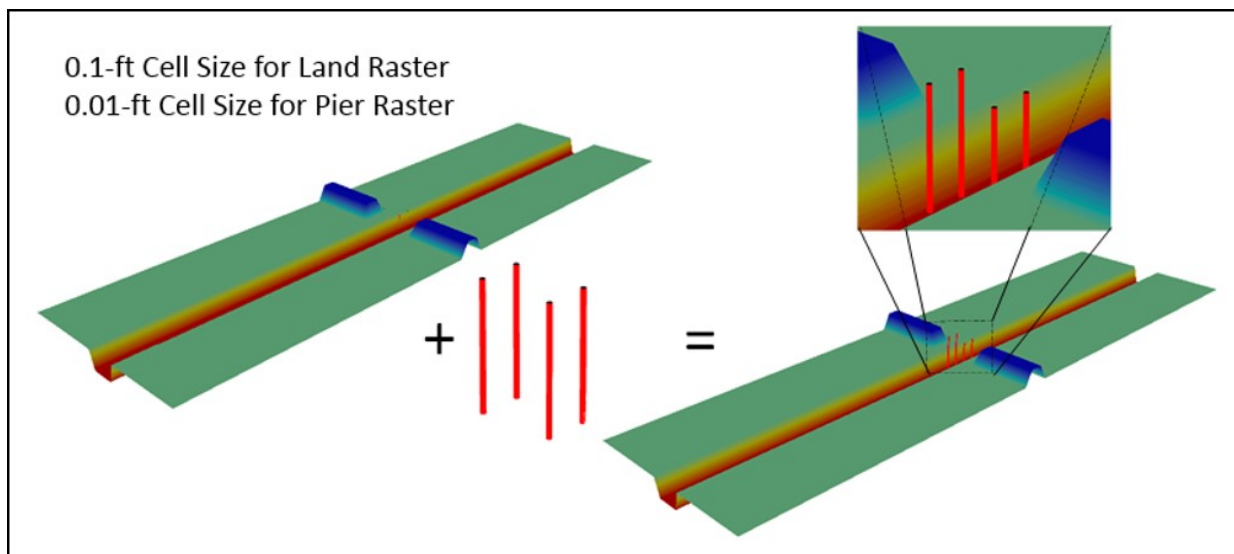 0.1-ft Cell Size for Land Raster
0.01-ft Cell Size for Pier Raster
+
=